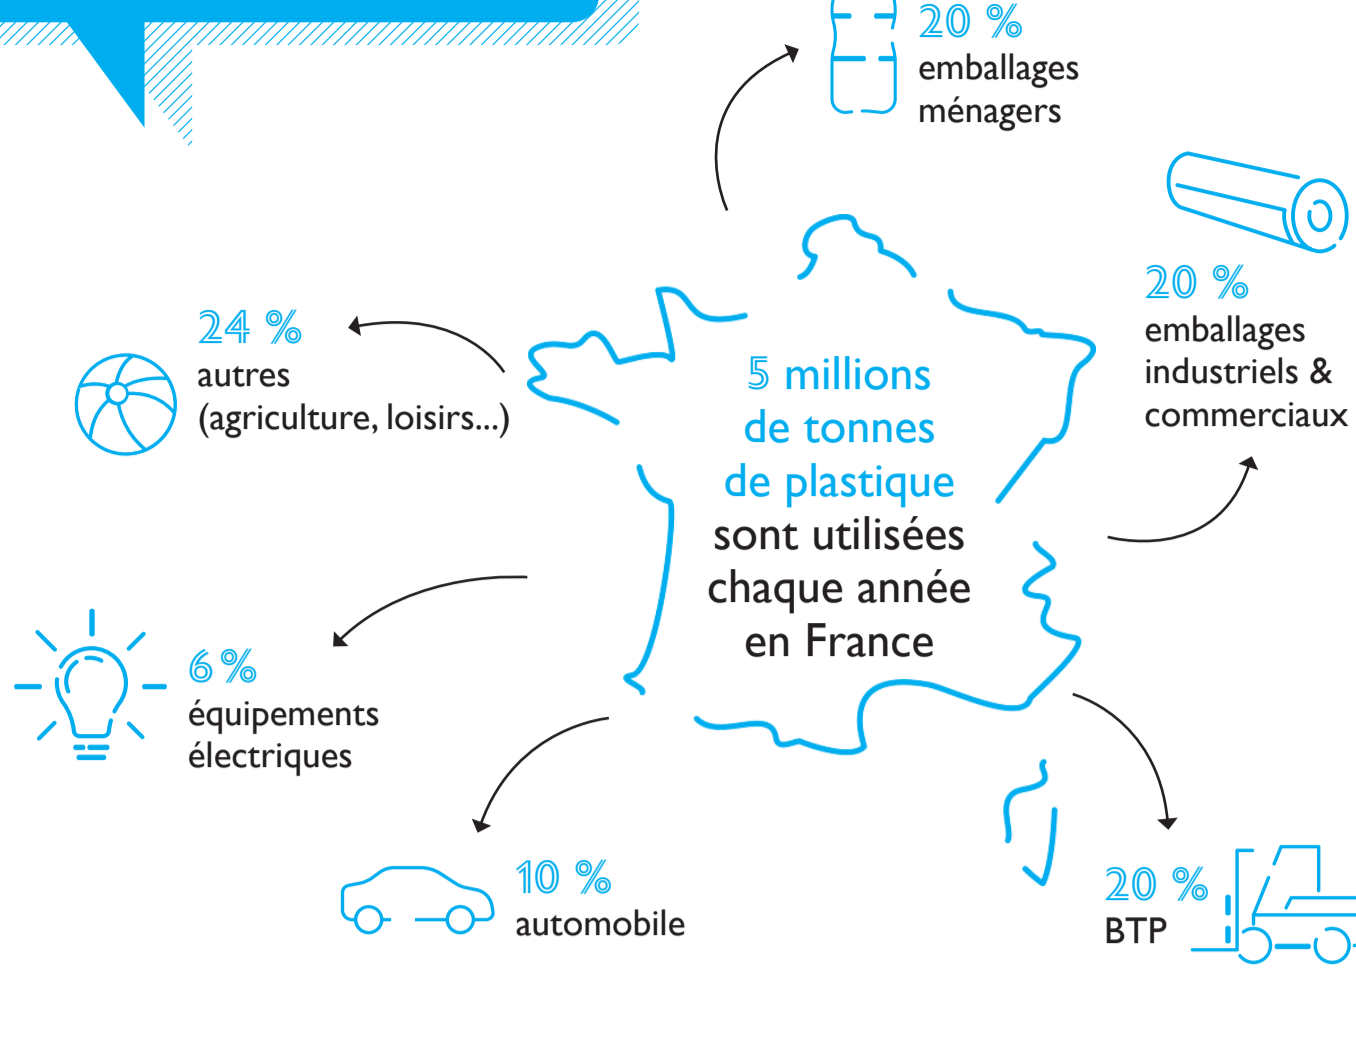 20 %
emballages
ménagers
20 %
emballages
industriels &
commerciaux
24 %
autres
(agriculture, loisirs...)
5 millions
de tonnes
de plastique
sont utilisées
chaque année
en France
6 %
équipements
électriques
10 %
automobile
20 %
BTP